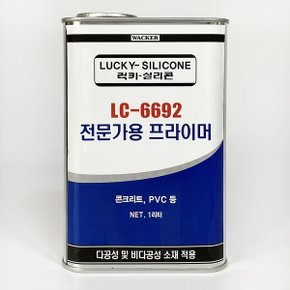 WACKER
LUCKY-SILICONE
럭키-실리콘
LC-6692
전문가용 프라이머
콘크리트, PVC 등
NET. 1리터
다공성 및 비다공성 소재 적용